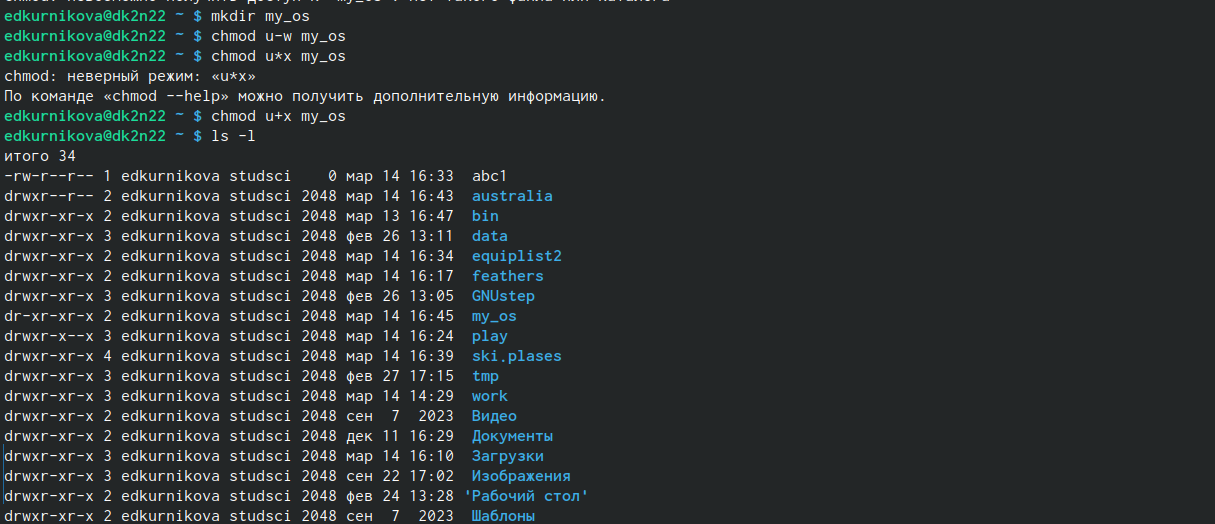 chmod: невозможно получить доступ к 'my_os': Нет такого файла или каталога
edkurnikova@dk2n22 ~ $ mkdir my_os
edkurnikova@dk2n22 ~ $ chmod u-w my_os
edkurnikova@dk2n22 ~ $ chmod u*x my_os
chmod: неверный режим: «u*x»
По команде «chmod --help» можно получить дополнительную информацию.
edkurnikova@dk2n22 ~ $ chmod u+x my_os
edkurnikova@dk2n22 ~ $ ls -l
итого 34
-rw-r--r-- 1 edkurnikova studsci    0 мар 14 16:33  abc1
drwxr--r-- 2 edkurnikova studsci 2048 мар 14 16:43  australia
drwxr-xr-x 2 edkurnikova studsci 2048 мар 13 16:47  bin
drwxr-xr-x 3 edkurnikova studsci 2048 фев 26 13:11  data
drwxr-xr-x 2 edkurnikova studsci 2048 мар 14 16:34  equiplist2
drwxr-xr-x 2 edkurnikova studsci 2048 мар 14 16:17  feathers
drwxr-xr-x 3 edkurnikova studsci 2048 фев 26 13:05  GNUstep
dr-xr-xr-x 2 edkurnikova studsci 2048 мар 14 16:45  my_os
drwxr-x--x 3 edkurnikova studsci 2048 мар 14 16:24  play
drwxr-xr-x 4 edkurnikova studsci 2048 мар 14 16:39  ski.plases
drwxr-xr-x 3 edkurnikova studsci 2048 фев 27 17:15  tmp
drwxr-xr-x 3 edkurnikova studsci 2048 мар 14 14:29  work
drwxr-xr-x 2 edkurnikova studsci 2048 сен  7  2023  Видео
drwxr-xr-x 2 edkurnikova studsci 2048 дек 11 16:29  Документы
drwxr-xr-x 3 edkurnikova studsci 2048 мар 14 16:10  Загрузки
drwxr-xr-x 3 edkurnikova studsci 2048 сен 22 17:02  Изображения
drwxr-xr-x 2 edkurnikova studsci 2048 фев 24 13:28 'Рабочий стол'
drwxr-xr-x 2 edkurnikova studsci 2048 сен  7  2023  Шаблоны